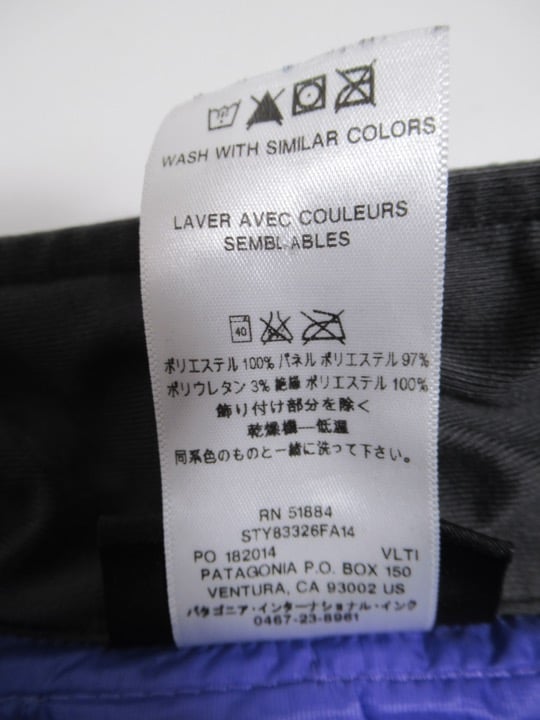 WASH WITH SIMILAR COLORS
LAVER AVEC COULEURS
SEMBLABLES
40
ポリエステル 100% パネル ポリエステル 97%
ポリウレタン 3% 絶縁 ポリエステル 100%
飾り付け部分を除く
乾燥機―低温
同系色のものと一緒に洗って下さい。
RN 51884
STY83326FA14
PO 182014 VLTI
PATAGONIA P.O. BOX 150
VENTURA, CA 93002 US
パタゴニア・インターナショナル・インク
0467-23-8961